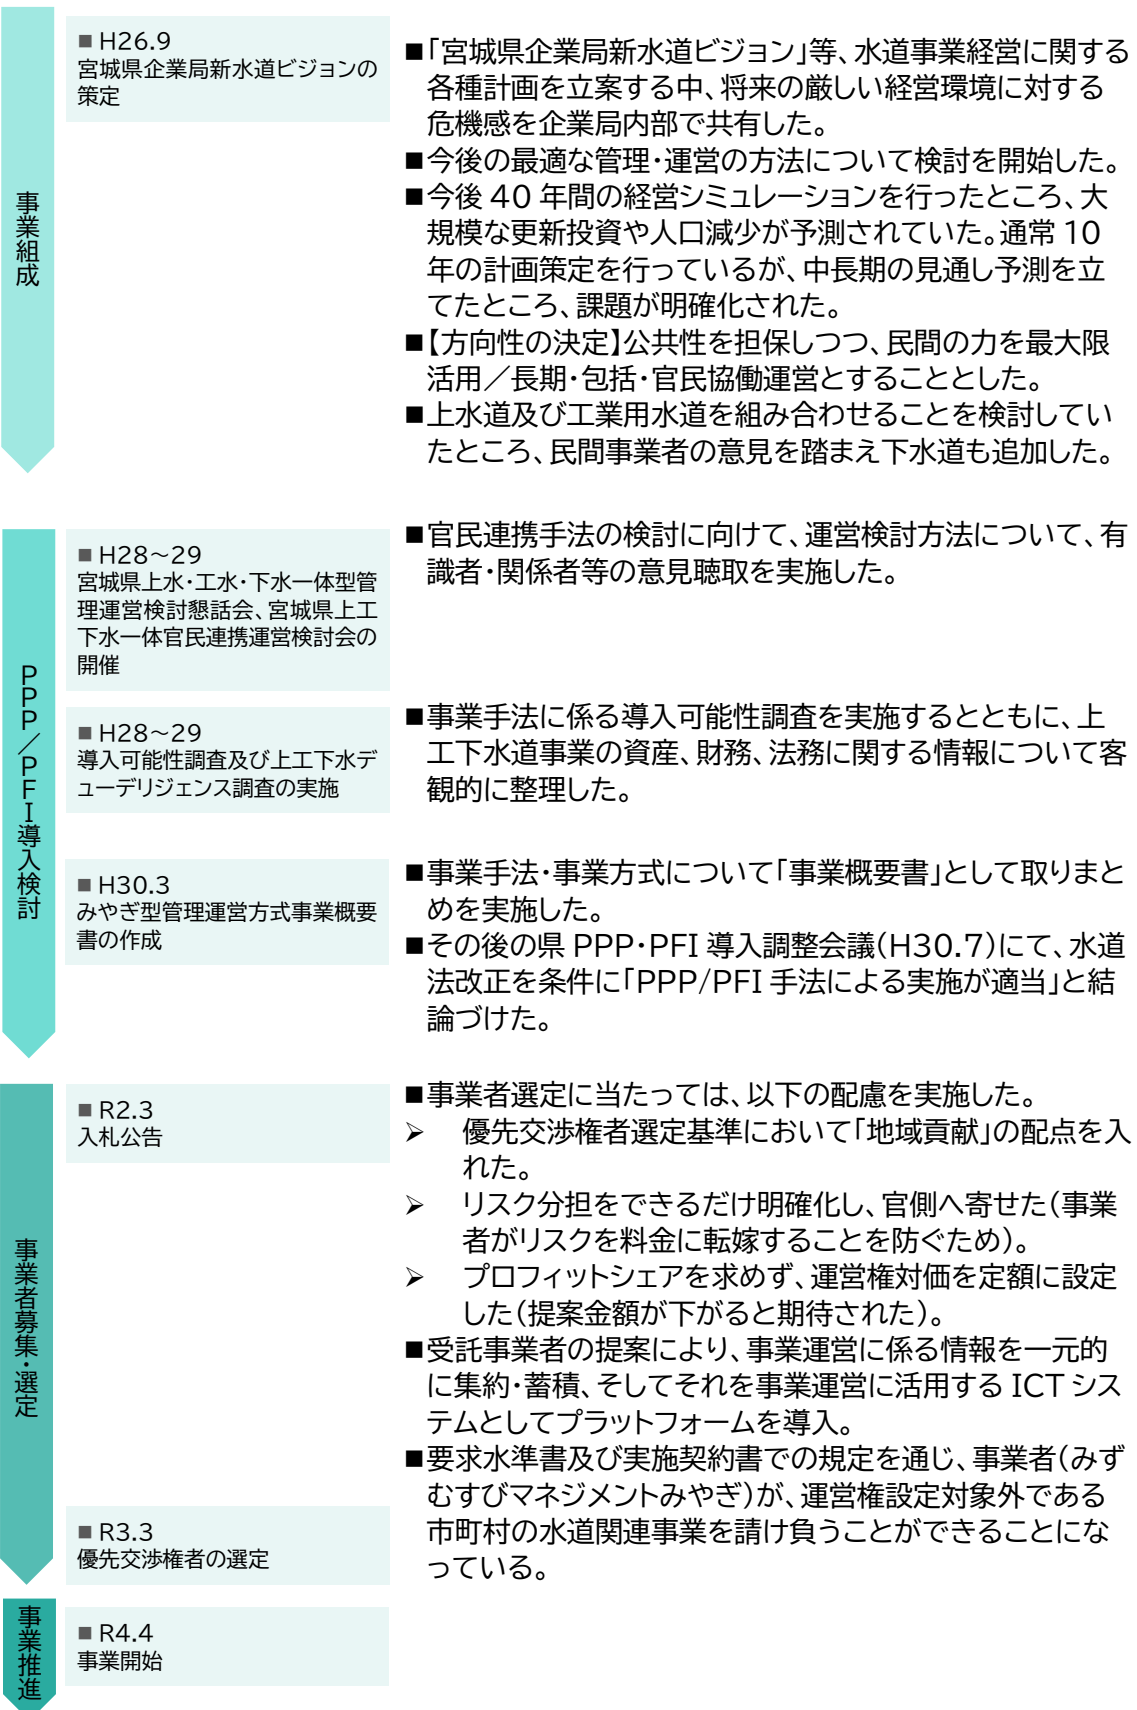 事業組成
■ H26.9
宮城県企業局新水道ビジョンの
策定
■「宮城県企業局新水道ビジョン」等、水道事業経営に関する
各種計画を立案する中、将来の厳しい経営環境に対する
危機感を企業局内部で共有した。
■今後の最適な管理・運営の方法について検討を開始した。
■今後 40 年間の経営シミュレーションを行ったところ、大
規模な更新投資や人口減少が予測されていた。通常 10
年の計画策定を行っているが、中長期の見通し予測を立
てたところ、課題が明確化された。
■【方向性の決定】公共性を担保しつつ、民間の力を最大限
活用／長期・包括・官民協働運営とすることとした。
■上水道及び工業用水道を組み合わせることを検討してい
たところ、民間事業者の意見を踏まえ下水道も追加した。
PPP／PFI導入検討
■ H28～29
宮城県上水・工水・下水一体型管
理運営検討懇話会、宮城県上工
下水一体官民連携運営検討会の
開催
■官民連携手法の検討に向けて、運営検討方法について、有
識者・関係者等の意見聴取を実施した。
■ H28～29
導入可能性調査及び上工下水デ
ューデリジェンス調査の実施
■事業手法に係る導入可能性調査を実施するとともに、上
工下水道事業の資産、財務、法務に関する情報について客
観的に整理した。
■ H30.3
みやぎ型管理運営方式事業概要
書の作成
■事業手法・事業方式について「事業概要書」として取りまと
めを実施した。
■その後の県 PPP・PFI 導入調整会議(H30.7)にて、水道
法改正を条件に「PPP/PFI 手法による実施が適当」と結
論づけた。
事業者募集・選定
■ R2.3
入札公告
■事業者選定に当たっては、以下の配慮を実施した。
➢ 優先交渉権者選定基準において「地域貢献」の配点を入
れた。
➢ リスク分担をできるだけ明確化し、官側へ寄せた(事業
者がリスクを料金に転嫁することを防ぐため)。
➢ プロフィットシェアを求めず、運営権対価を定額に設定
した(提案金額が下がると期待された)。
■受託事業者の提案により、事業運営に係る情報を一元的
に集約・蓄積、そしてそれを事業運営に活用する ICT シス
テムとしてプラットフォームを導入。
■要求水準書及び実施契約書での規定を通じ、事業者(みず
むすびマネジメントみやぎ)が、運営権設定対象外である
市町村の水道関連事業を請け負うことができることにな
っている。
■ R3.3
優先交渉権者の選定
事業推進
■ R4.4
事業開始